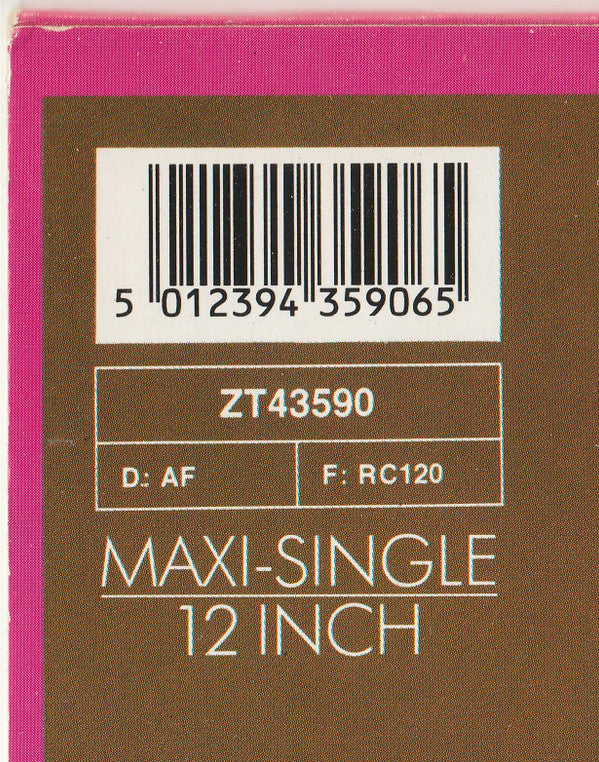 5 012394 359065
ZT43590
D: AF F: RC120
MAXI-SINGLE
12 INCH